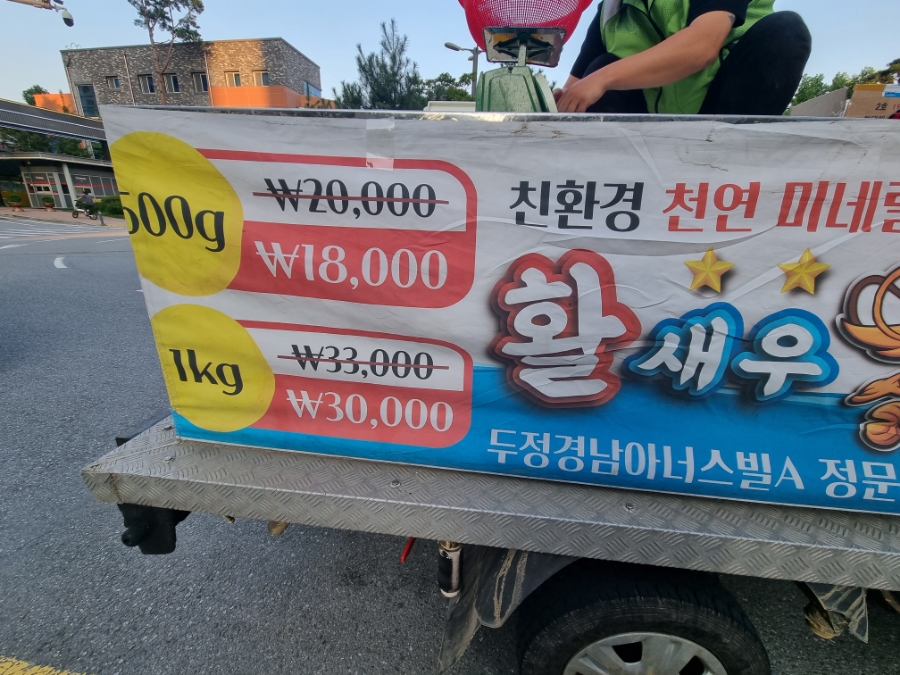 500g
₩20,000
₩18,000
1kg
₩33,000
₩30,000
친환경 천연 미네랄
활새우
두정경남아너스빌A 정문